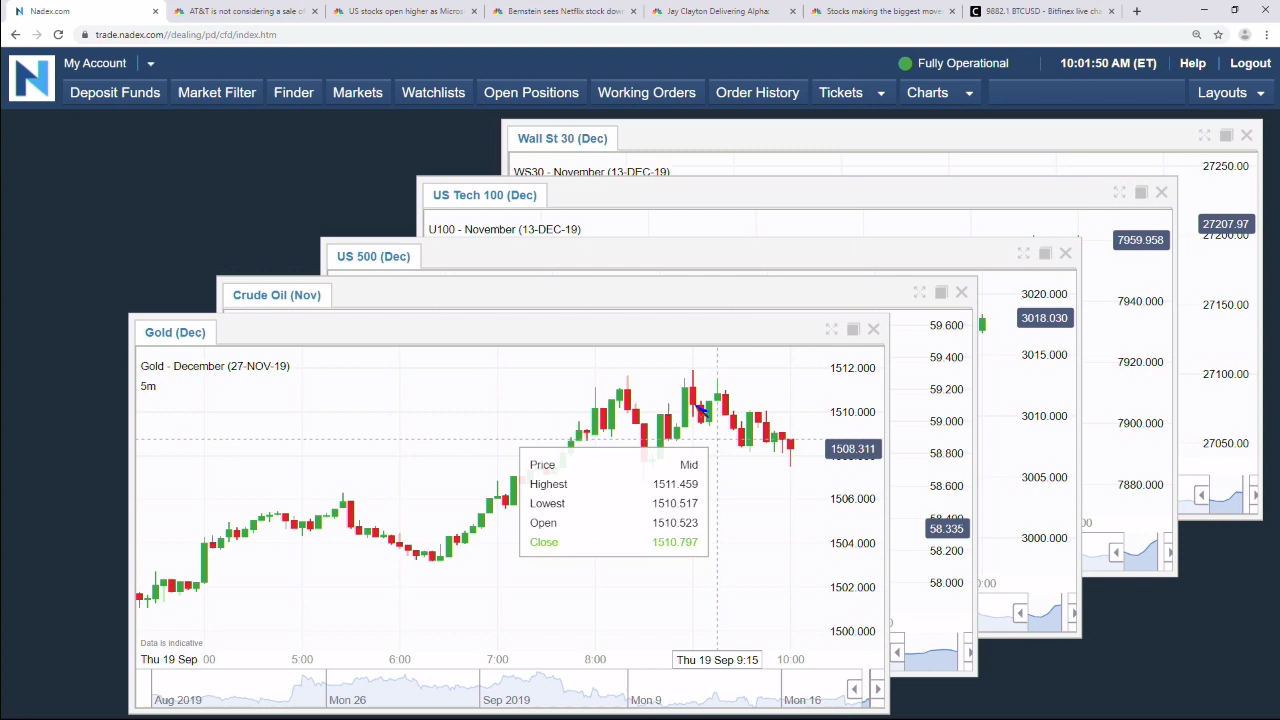 Nadex.com
AT&T is not considering a sale of
US stocks open higher as Micros
Bernstein sees Netflix stock dow
Jay Clayton Delivering Alpha:
Stocks making the biggest move
9882.1 BTCUSD - Bitfinex live cha
trade.nadex.com//dealing/pd/cfd/index.htm
My Account
Fully Operational
10:01:50 AM (ET)
Help
Logout
Deposit Funds
Market Filter
Finder
Markets
Watchlists
Open Positions
Working Orders
Order History
Tickets
Charts
Layouts
Wall St 30 (Dec)
WS30 - November (13-DEC-19)
27250.00
27207.97
27200.00
27150.00
27100.00
27050.00
US Tech 100 (Dec)
U100 - November (13-DEC-19)
7959.958
7940.000
7920.000
7900.000
7880.000
:00
US 500 (Dec)
3020.000
3018.030
3015.000
3010.000
3005.000
3000.000
0:00
Crude Oil (Nov)
59.600
59.400
59.200
59.000
58.800
58.600
58.400
58.335
58.200
58.000
Gold (Dec)
Gold - December (27-NOV-19)
5m
1512.000
1510.000
1508.311
1506.000
1504.000
1502.000
1500.000
Price Mid
Highest 1511.459
Lowest 1510.517
Open 1510.523
Close 1510.797
Data is indicative
Thu 19 Sep 00 5:00 6:00 7:00 8:00 Thu 19 Sep 9:15 10:00
Aug 2019 Mon 26 Sep 2019 Mon 9 Mon 16